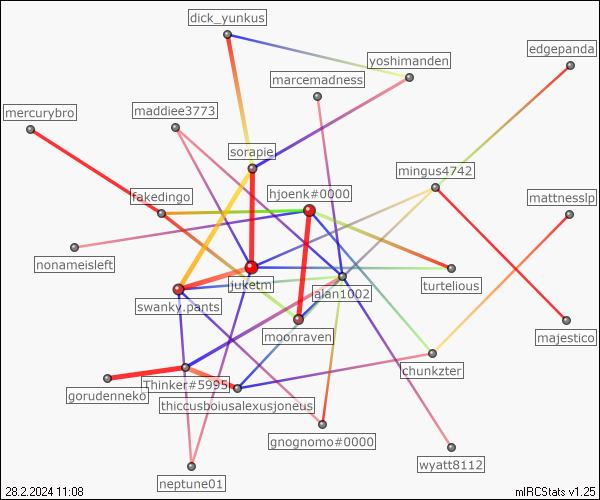 dick_yunkus
edgepanda
yoshimanden
marcemadness
mercurybro
maddiee3773
sorapie
mingus4742
hjoenk#0000
fakedingo
mattnesslp
nonameisleft
juketm
turtelious
alan1002
swanky.pants
moonraven
majestico
chunkzter
Thinker#5995
gorudenneko
thiccusboiusalexusjoneus
gnognomo#0000
wyatt8112
neptune01
28.2.2024 11:08
mIRCStats v1.25